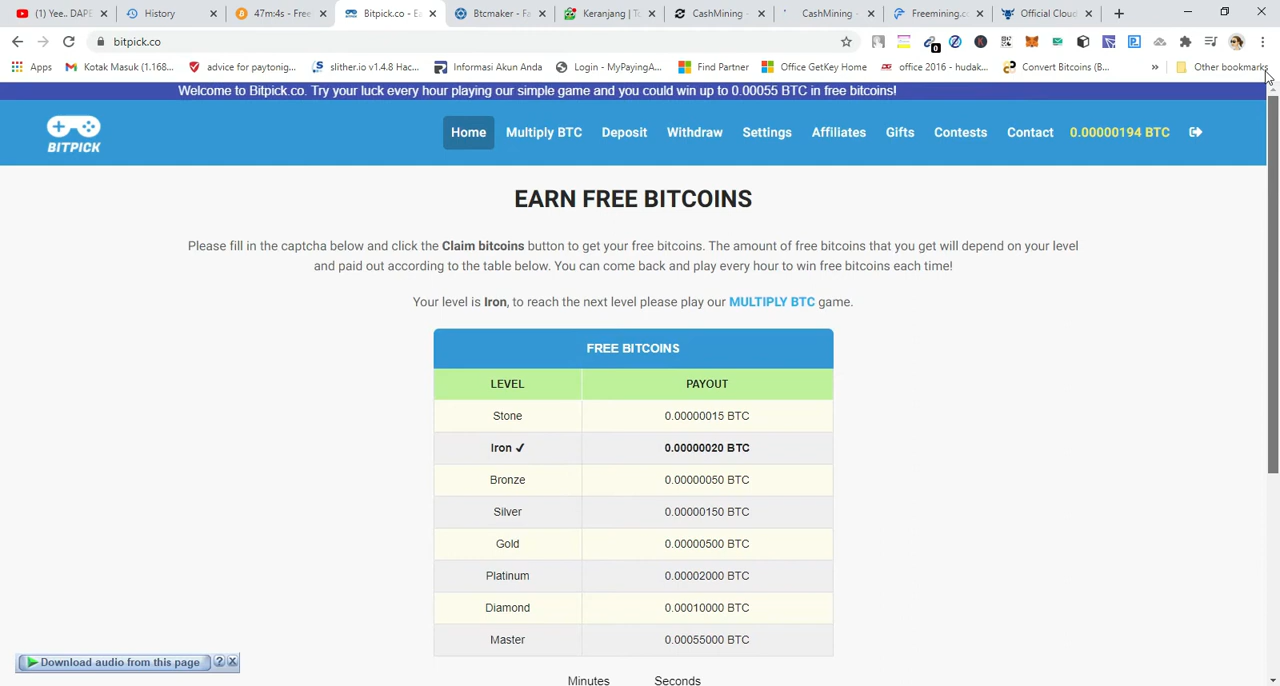 (1) Yee.. DAPE
History
47m:4s - Free
Bitpick.co - Ea
Btcmaker - Fa
Keranjang | To
CashMining -
CashMining -
Freemining.co
Official Cloud
bitpick.co
0
Apps
Kotak Masuk (1.168...
advice for paytonig...
slither.io v1.4.8 Hac...
Informasi Akun Anda
Login - MyPayingA...
Find Partner
Office GetKey Home
office 2016 - hudak...
Convert Bitcoins (B...
»
Other bookmarks
Welcome to Bitpick.co. Try your luck every hour playing our simple game and you could win up to 0.00055 BTC in free bitcoins!
BITPICK
Home
Multiply BTC
Deposit
Withdraw
Settings
Affiliates
Gifts
Contests
Contact
0.00000194 BTC
EARN FREE BITCOINS
Please fill in the captcha below and click the Claim bitcoins button to get your free bitcoins. The amount of free bitcoins that you get will depend on your level
and paid out according to the table below. You can come back and play every hour to win free bitcoins each time!
Your level is Iron, to reach the next level please play our MULTIPLY BTC game.
FREE BITCOINS
LEVEL PAYOUT
Stone 0.00000015 BTC
Iron ✓ 0.00000020 BTC
Bronze 0.00000050 BTC
Silver 0.00000150 BTC
Gold 0.00000500 BTC
Platinum 0.00002000 BTC
Diamond 0.00010000 BTC
Master 0.00055000 BTC
Download audio from this page ? X
Minutes Seconds